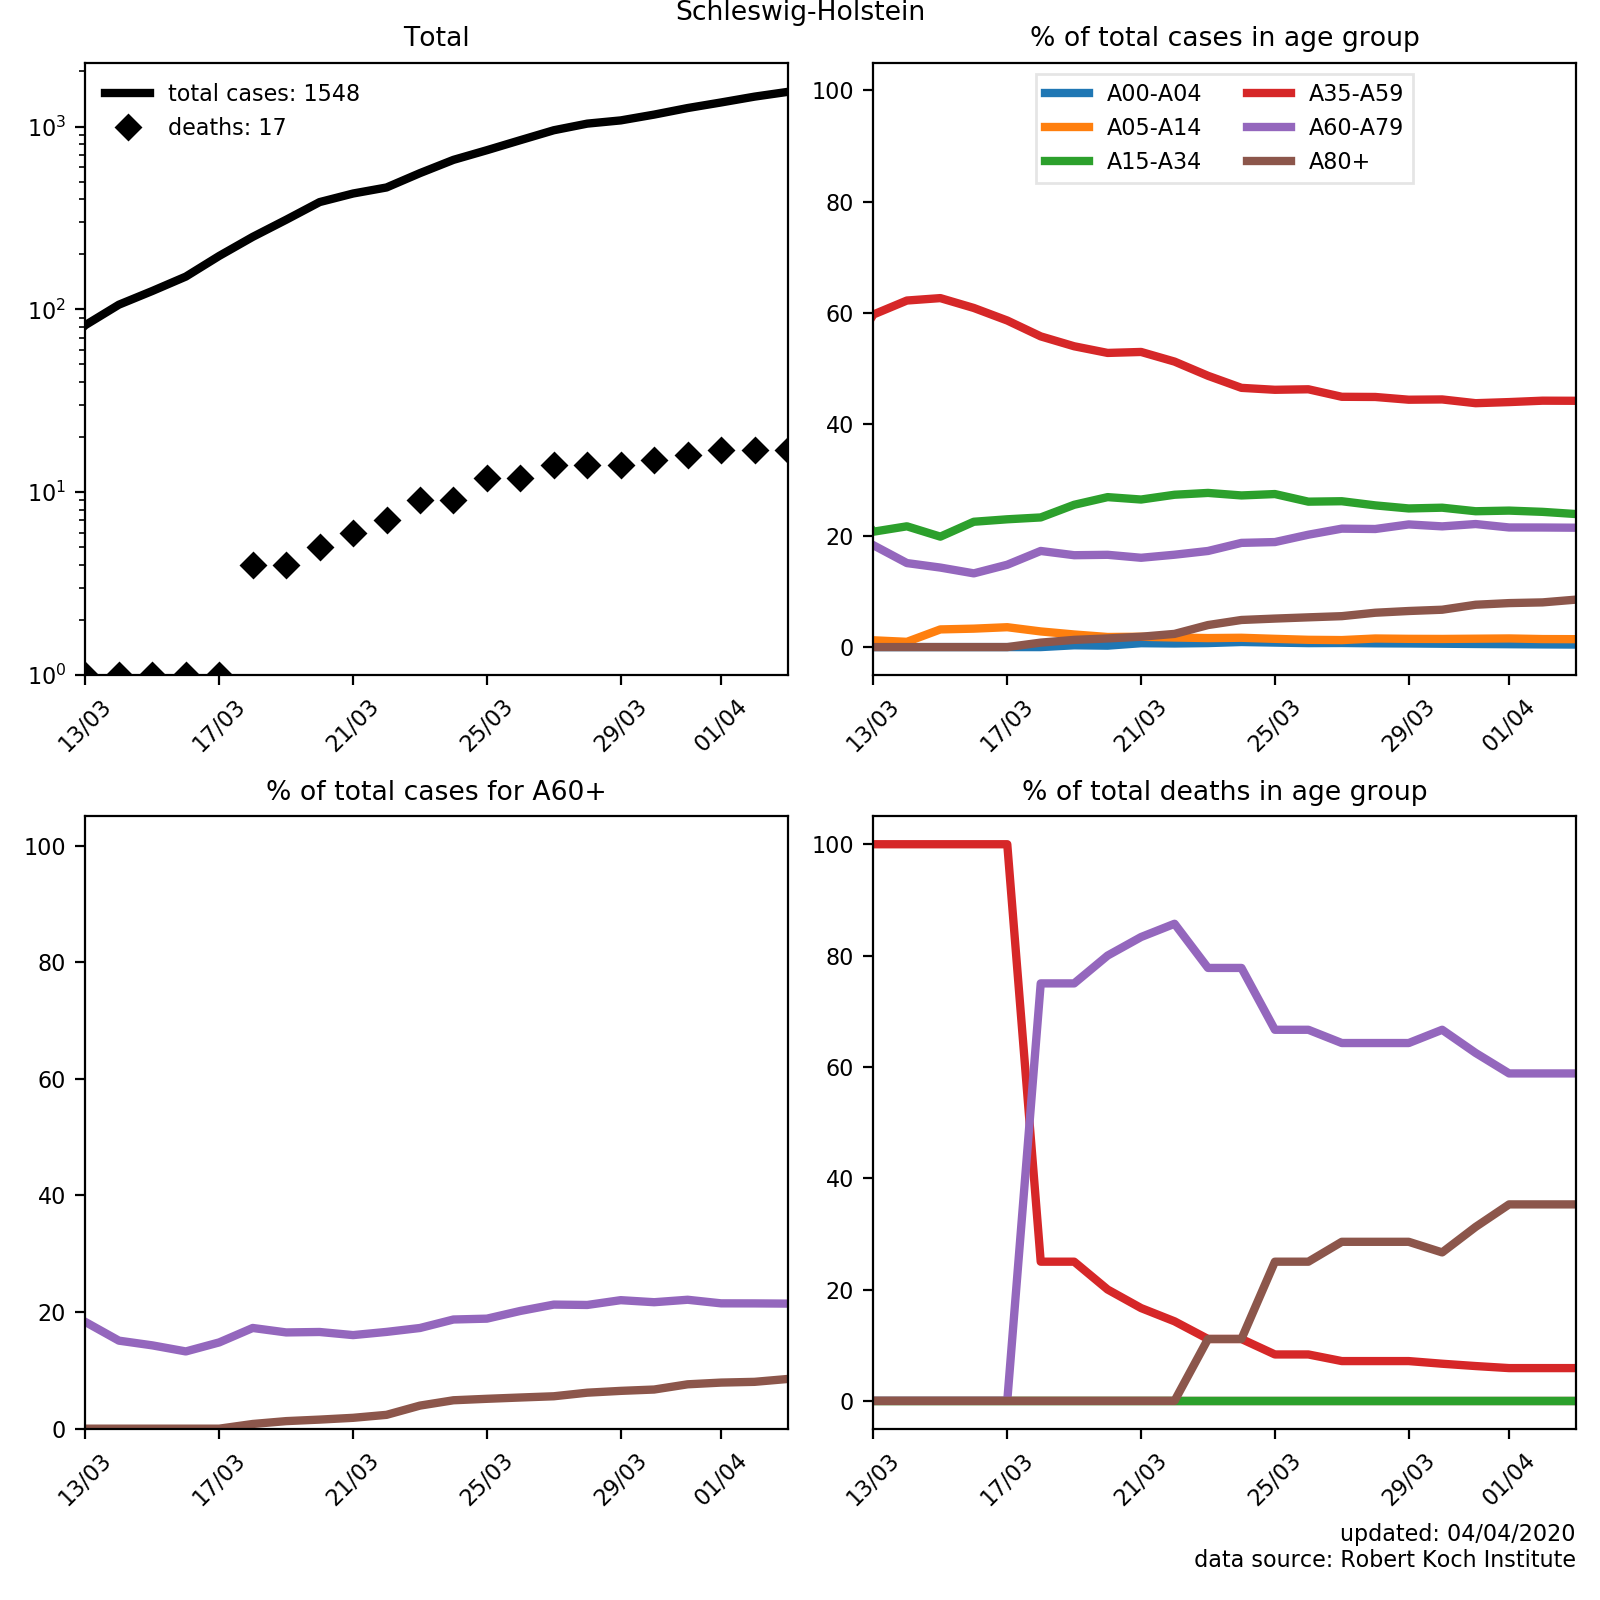 Schleswig-Holstein
Total
total cases: 1548
deaths: 17
10³
10²
10¹
10⁰
13/03 17/03 21/03 25/03 29/03 01/04
% of total cases in age group
A00-A04 A35-A59
A05-A14 A60-A79
A15-A34 A80+
100
80
60
40
20
0
13/03 17/03 21/03 25/03 29/03 01/04
% of total cases for A60+
100
80
60
40
20
0
13/03 17/03 21/03 25/03 29/03 01/04
% of total deaths in age group
100
80
60
40
20
0
13/03 17/03 21/03 25/03 29/03 01/04
updated: 04/04/2020
data source: Robert Koch Institute